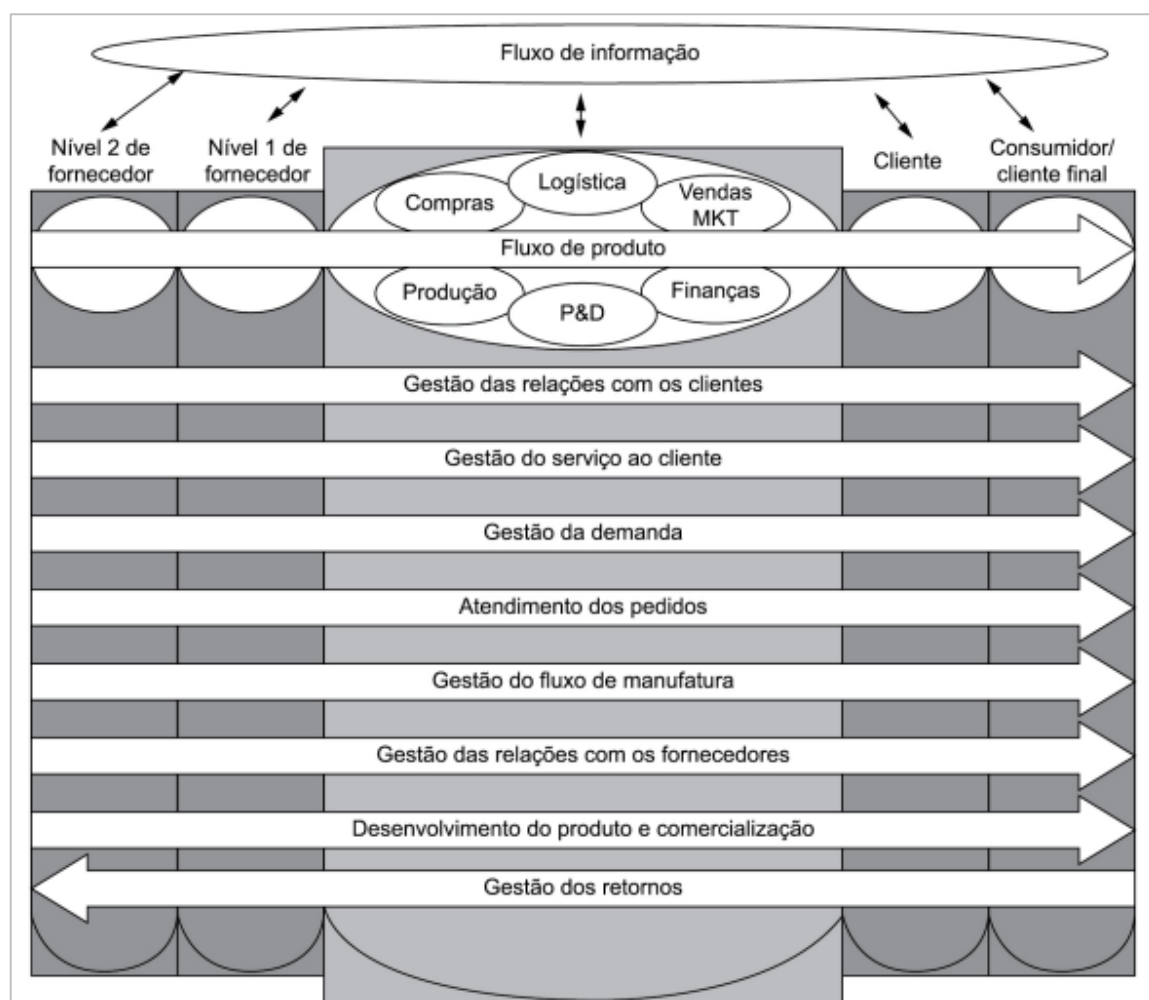 Fluxo de informação
Nível 2 de
fornecedor
Nível 1 de
fornecedor
Cliente
Consumidor/
cliente final
Compras
Logística
Vendas
MKT
Fluxo de produto
Produção
P&D
Finanças
Gestão das relações com os clientes
Gestão do serviço ao cliente
Gestão da demanda
Atendimento dos pedidos
Gestão do fluxo de manufatura
Gestão das relações com os fornecedores
Desenvolvimento do produto e comercialização
Gestão dos retornos